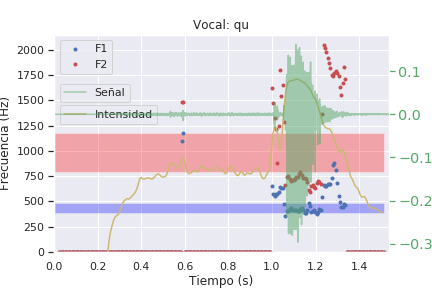 Vocal: qu
F1
F2
Señal
Intensidad
Frecuencia (Hz)
2000
1750
1500
1250
1000
750
500
250
0
0.1
0.0
−0.1
−0.2
−0.3
0.0 0.2 0.4 0.6 0.8 1.0 1.2 1.4
Tiempo (s)